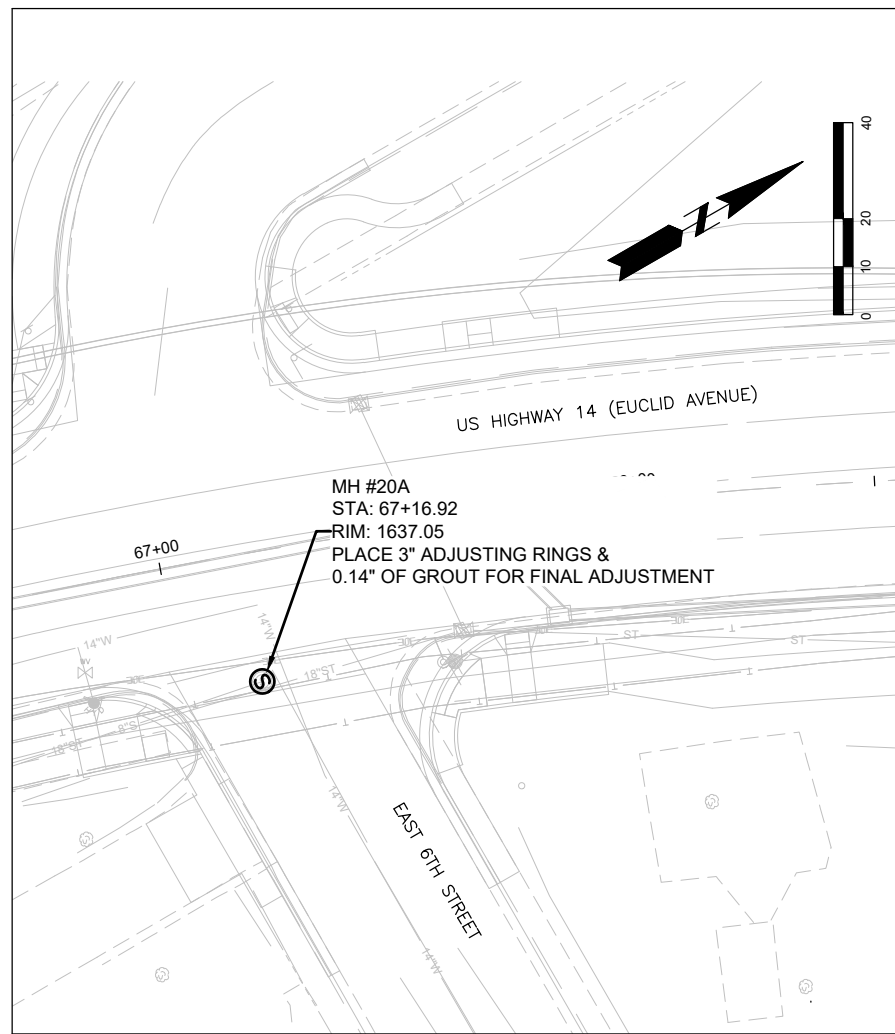 40
20
10
0
N
US HIGHWAY 14 (EUCLID AVENUE)
MH #20A
STA: 67+16.92
RIM: 1637.05
PLACE 3" ADJUSTING RINGS &
0.14" OF GROUT FOR FINAL ADJUSTMENT
67+00
14"W
14"W
18"ST
ST
ST
S
8"S
18"ST
14"W
EAST 6TH STREET
14"W